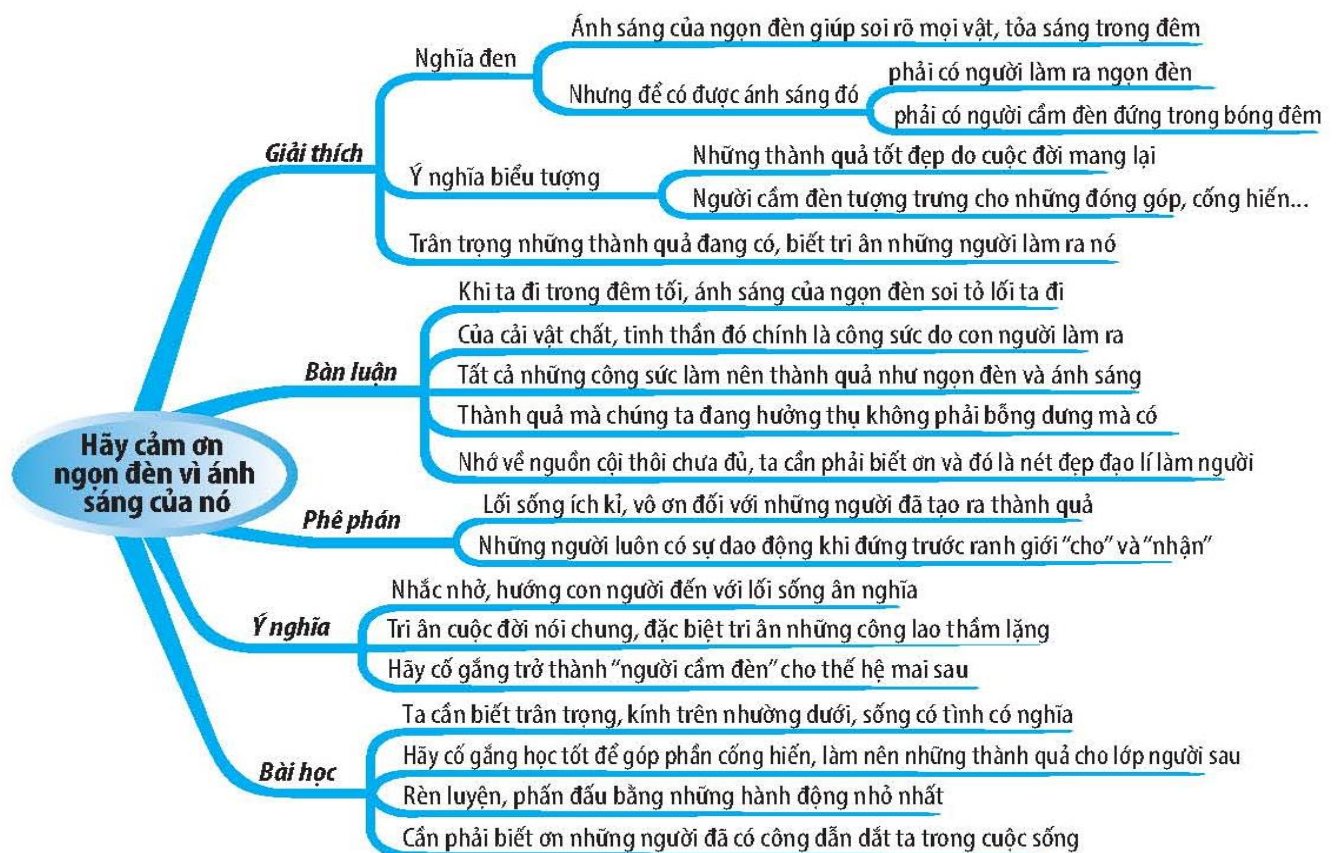 Hãy cảm ơn
ngọn đèn vì ánh
sáng của nó
Giải thích
Nghĩa đen
Ánh sáng của ngọn đèn giúp soi rõ mọi vật, tỏa sáng trong đêm
Nhưng để có được ánh sáng đó
phải có người làm ra ngọn đèn
phải có người cầm đèn đứng trong bóng đêm
Ý nghĩa biểu tượng
Những thành quả tốt đẹp do cuộc đời mang lại
Người cầm đèn tượng trưng cho những đóng góp, cống hiến...
Trân trọng những thành quả đang có, biết tri ân những người làm ra nó
Bàn luận
Khi ta đi trong đêm tối, ánh sáng của ngọn đèn soi tỏ lối ta đi
Của cải vật chất, tinh thần đó chính là công sức do con người làm ra
Tất cả những công sức làm nên thành quả như ngọn đèn và ánh sáng
Thành quả mà chúng ta đang hưởng thụ không phải bỗng dưng mà có
Nhớ về nguồn cội thôi chưa đủ, ta cần phải biết ơn và đó là nét đẹp đạo lí làm người
Phê phán
Lối sống ích kỉ, vô ơn đối với những người đã tạo ra thành quả
Những người luôn có sự dao động khi đứng trước ranh giới "cho" và "nhận"
Ý nghĩa
Nhắc nhở, hướng con người đến với lối sống ân nghĩa
Tri ân cuộc đời nói chung, đặc biệt tri ân những công lao thầm lặng
Hãy cố gắng trở thành "người cầm đèn" cho thế hệ mai sau
Bài học
Ta cần biết trân trọng, kính trên nhường dưới, sống có tình có nghĩa
Hãy cố gắng học tốt để góp phần cống hiến, làm nên những thành quả cho lớp người sau
Rèn luyện, phấn đấu bằng những hành động nhỏ nhất
Cần phải biết ơn những người đã có công dẫn dắt ta trong cuộc sống